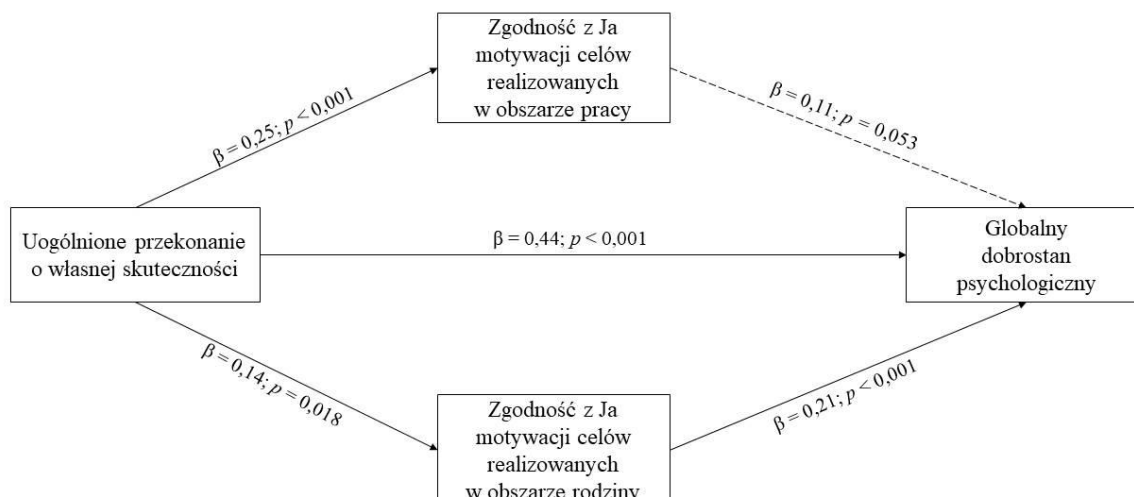 Zgodność z Ja
motywacji celów
realizowanych
w obszarze pracy
β = 0,25; p < 0,001
β = 0,11; p = 0,053
Uogólnione przekonanie
o własnej skuteczności
β = 0,44; p < 0,001
Globalny
dobrostan
psychologiczny
β = 0,14; p = 0,018
β = 0,21; p < 0,001
Zgodność z Ja
motywacji celów
realizowanych
w obszarze rodziny